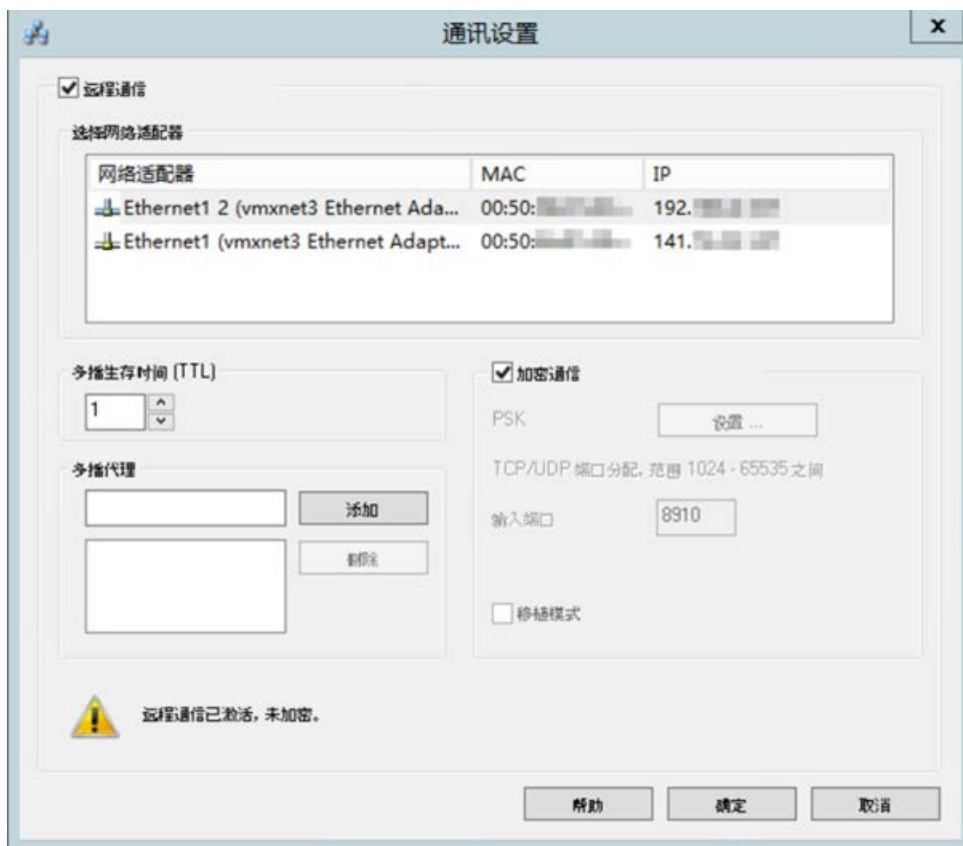 通讯设置
远程通信
选择网络适配器
网络适配器 MAC IP
Ethernet1 2 (vmxnet3 Ethernet Ada... 00:50: 192.
Ethernet1 (vmxnet3 Ethernet Adapt... 00:50: 141.
多播生存时间 (TTL)
1
加密通信
PSK 设置 ...
TCP/UDP 端口分配, 范围 1024 - 65535 之间
输入端口 8910
移植模式
多播代理
添加
删除
远程通信已激活, 未加密。
帮助 确定 取消